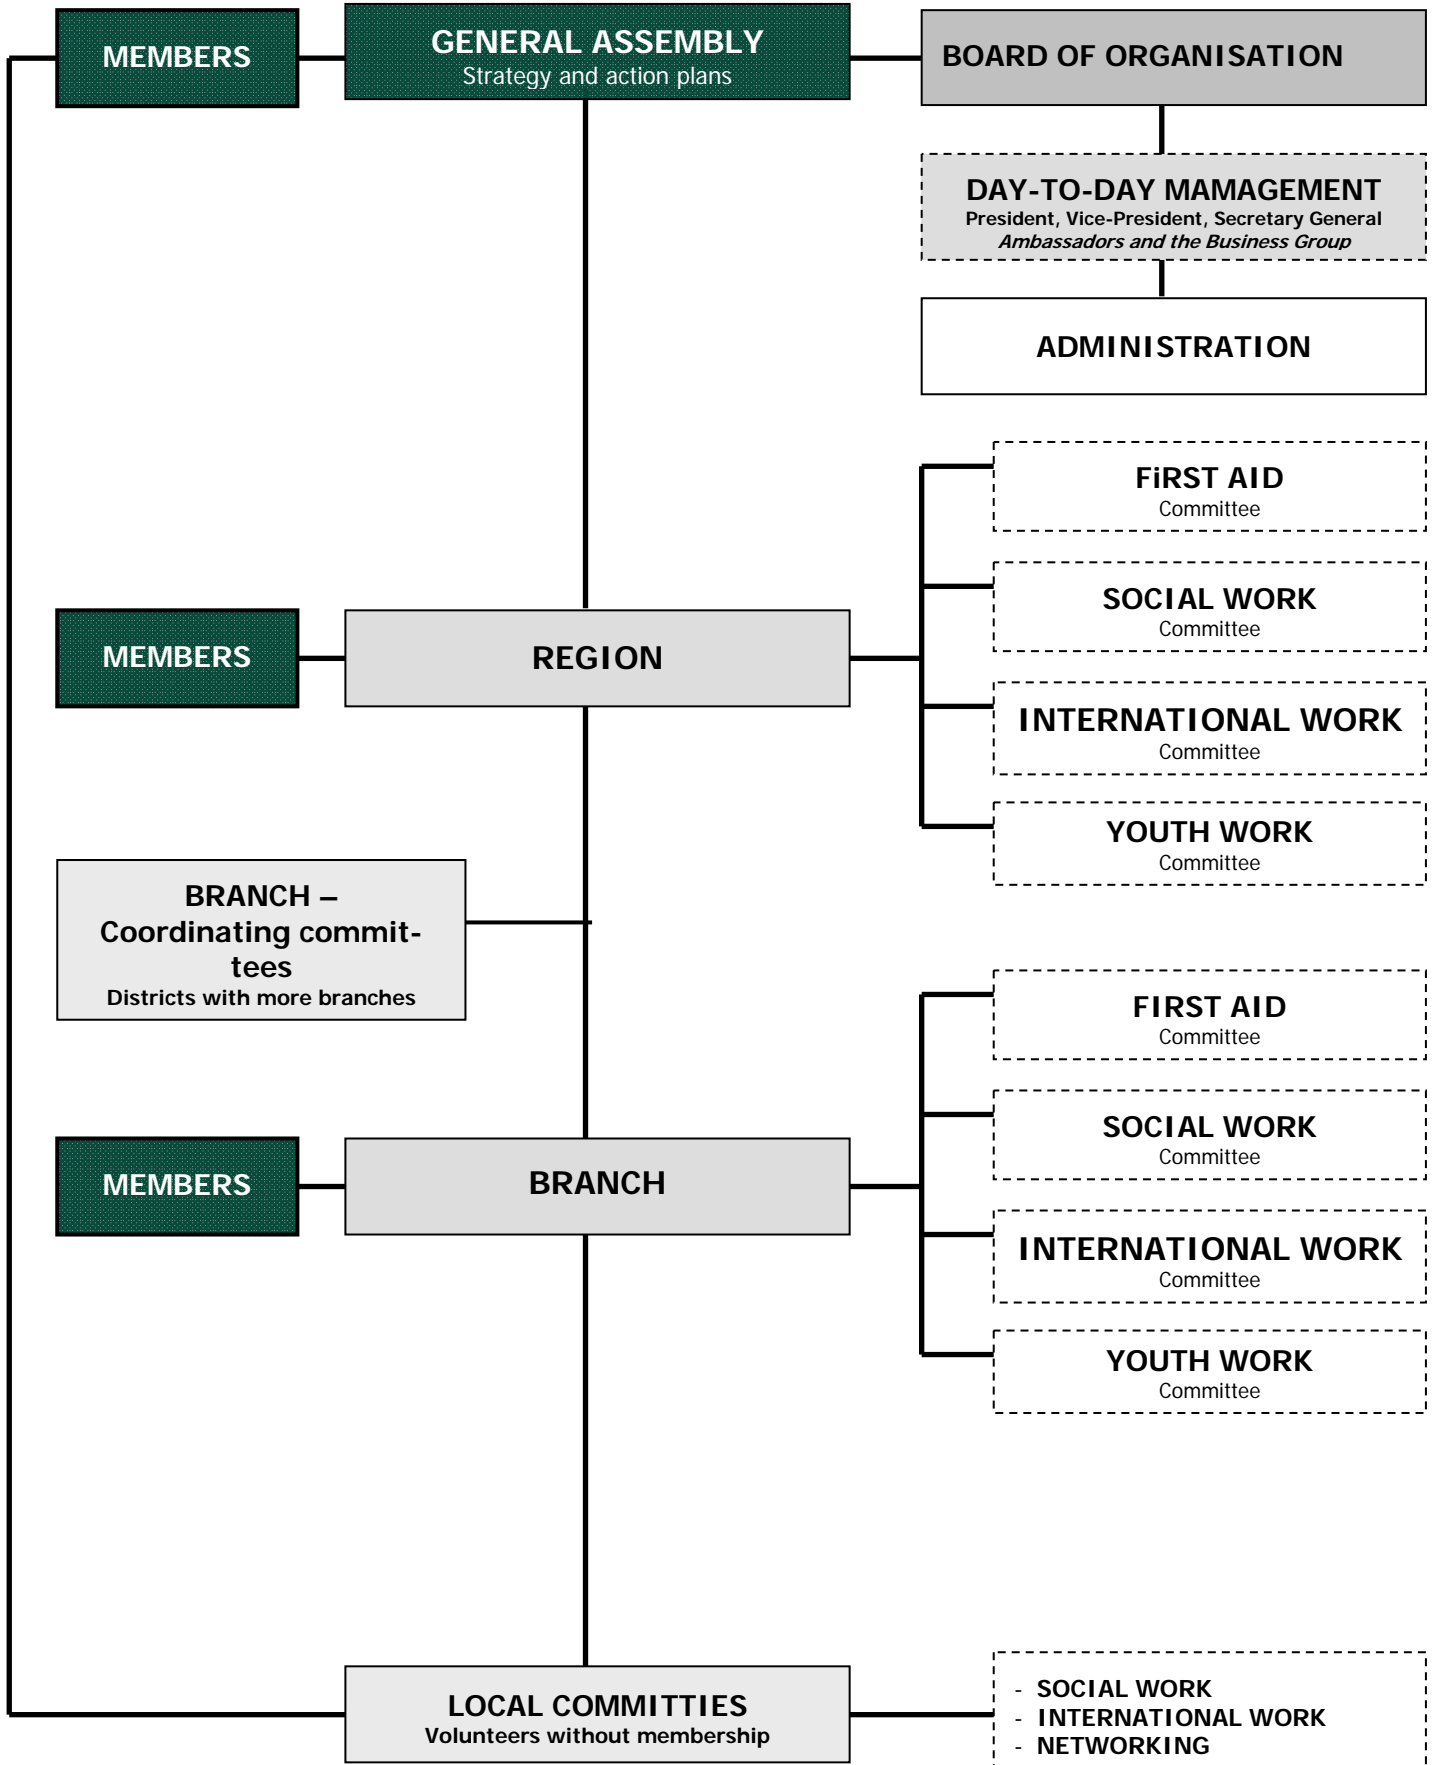 MEMBERS
GENERAL ASSEMBLY
Strategy and action plans
BOARD OF ORGANISATION
DAY-TO-DAY MAMAGEMENT
President, Vice-President, Secretary General
Ambassadors and the Business Group
ADMINISTRATION
FiRST AID
Committee
SOCIAL WORK
Committee
MEMBERS
REGION
INTERNATIONAL WORK
Committee
YOUTH WORK
Committee
BRANCH –
Coordinating commit-
tees
Districts with more branches
FIRST AID
Committee
SOCIAL WORK
Committee
MEMBERS
BRANCH
INTERNATIONAL WORK
Committee
YOUTH WORK
Committee
LOCAL COMMITTIES
Volunteers without membership
- SOCIAL WORK
- INTERNATIONAL WORK
- NETWORKING